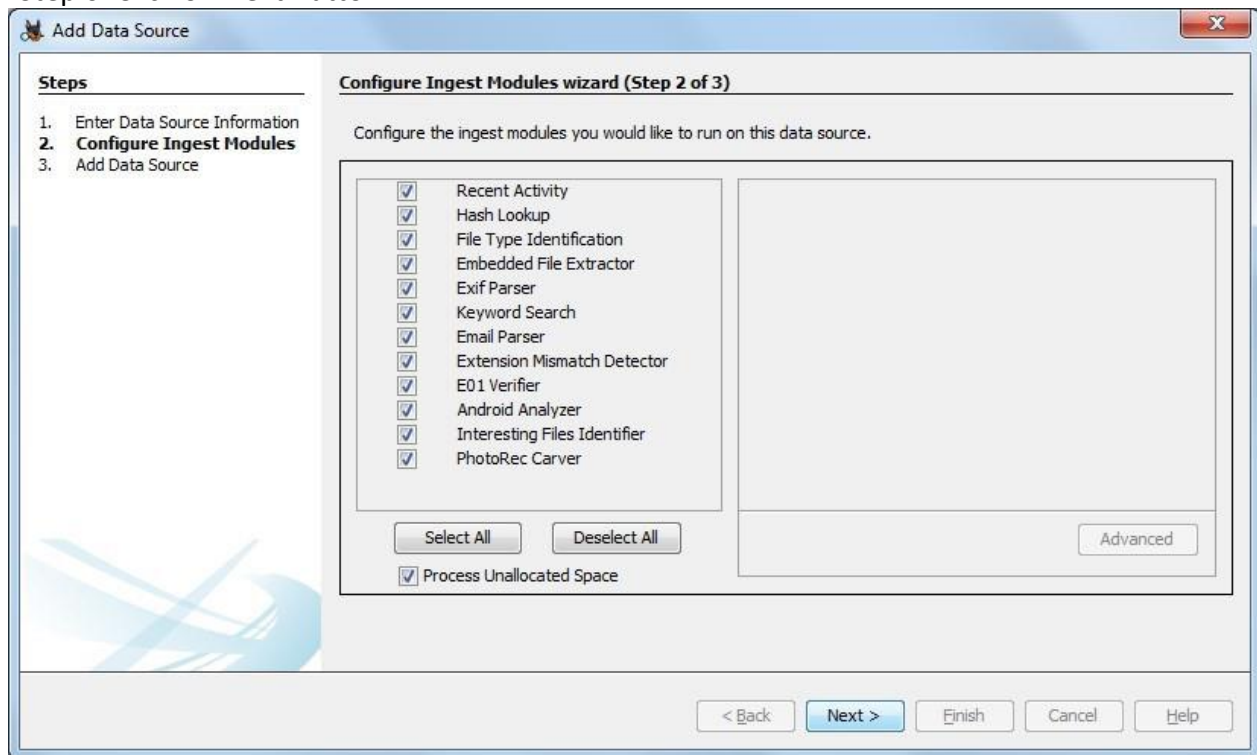 Add Data Source
X
Steps
1. Enter Data Source Information
2. Configure Ingest Modules
3. Add Data Source
Configure Ingest Modules wizard (Step 2 of 3)
Configure the ingest modules you would like to run on this data source.
Recent Activity
Hash Lookup
File Type Identification
Embedded File Extractor
Exif Parser
Keyword Search
Email Parser
Extension Mismatch Detector
E01 Verifier
Android Analyzer
Interesting Files Identifier
PhotoRec Carver
Select All
Deselect All
Advanced
Process Unallocated Space
< Back
Next >
Finish
Cancel
Help